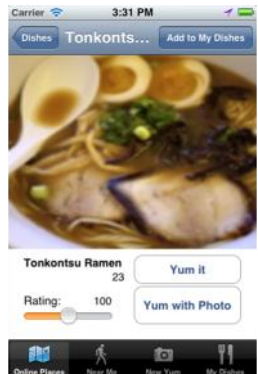 Carrier 3:31 PM
Dishes Tonkonts... Add to My Dishes
Tonkontsu Ramen
23
Yum it
Rating: 100
Yum with Photo
Online Places Near Me New Yum My Dishes